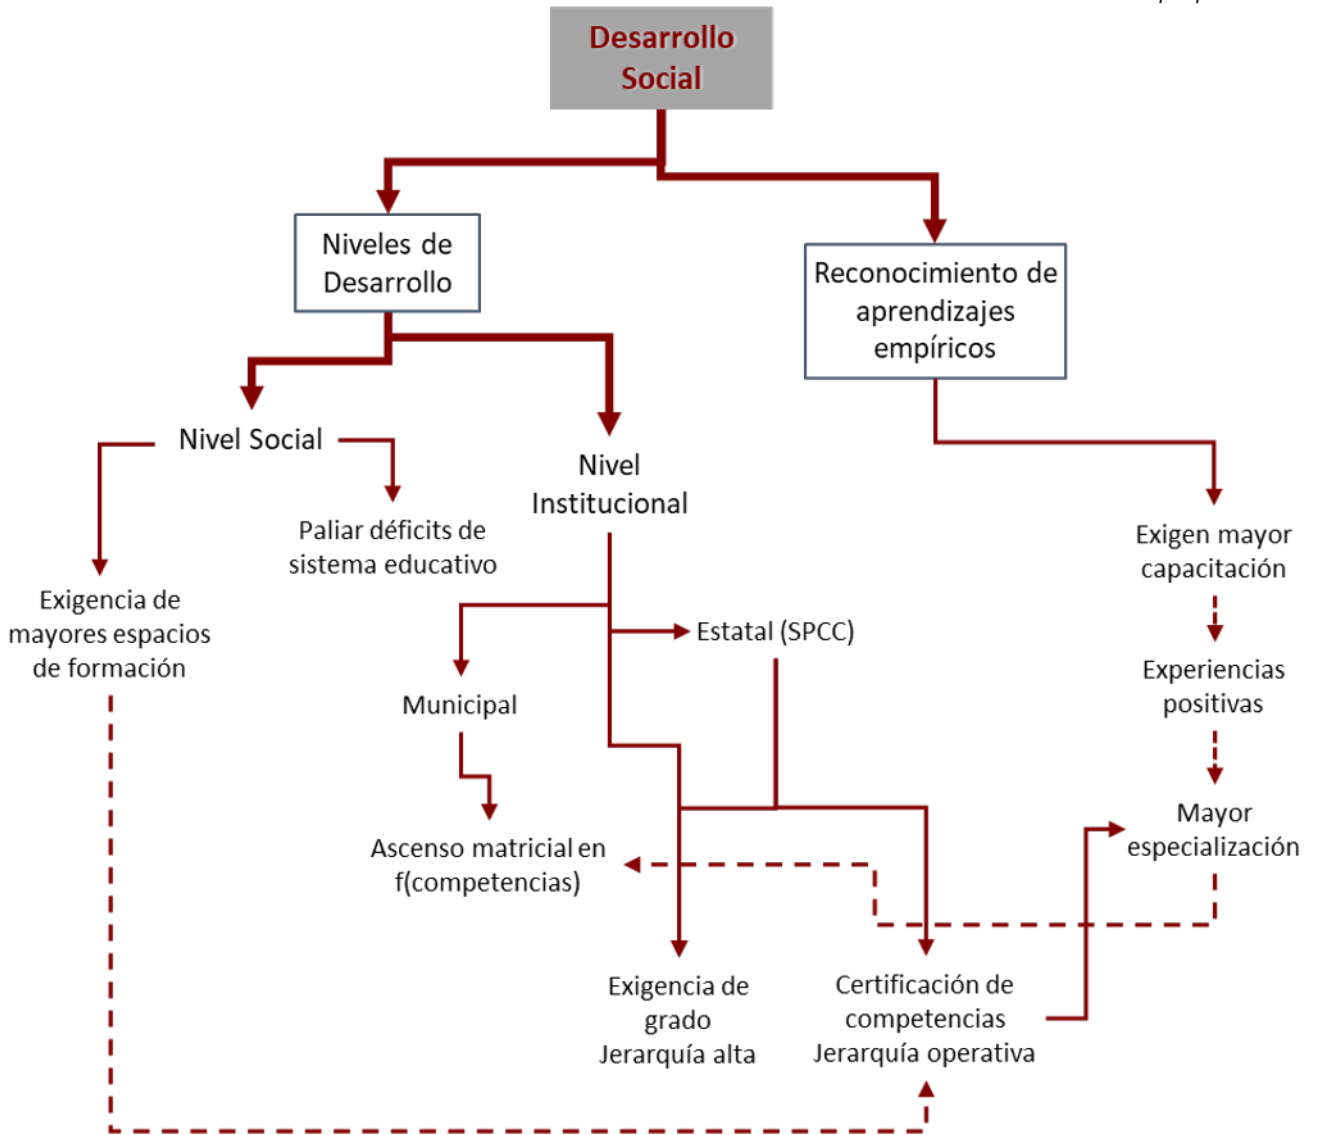 Desarrollo
Social
Niveles de
Desarrollo
Reconocimiento de
aprendizajes
empíricos
Nivel Social
Nivel
Institucional
Paliar déficits de
sistema educativo
Exigen mayor
capacitación
Exigencia de
mayores espacios
de formación
Estatal (SPCC)
Municipal
Experiencias
positivas
Ascenso matricial en
f(competencias)
Mayor
especialización
Exigencia de
grado
Jerarquía alta
Certificación de
competencias
Jerarquía operativa